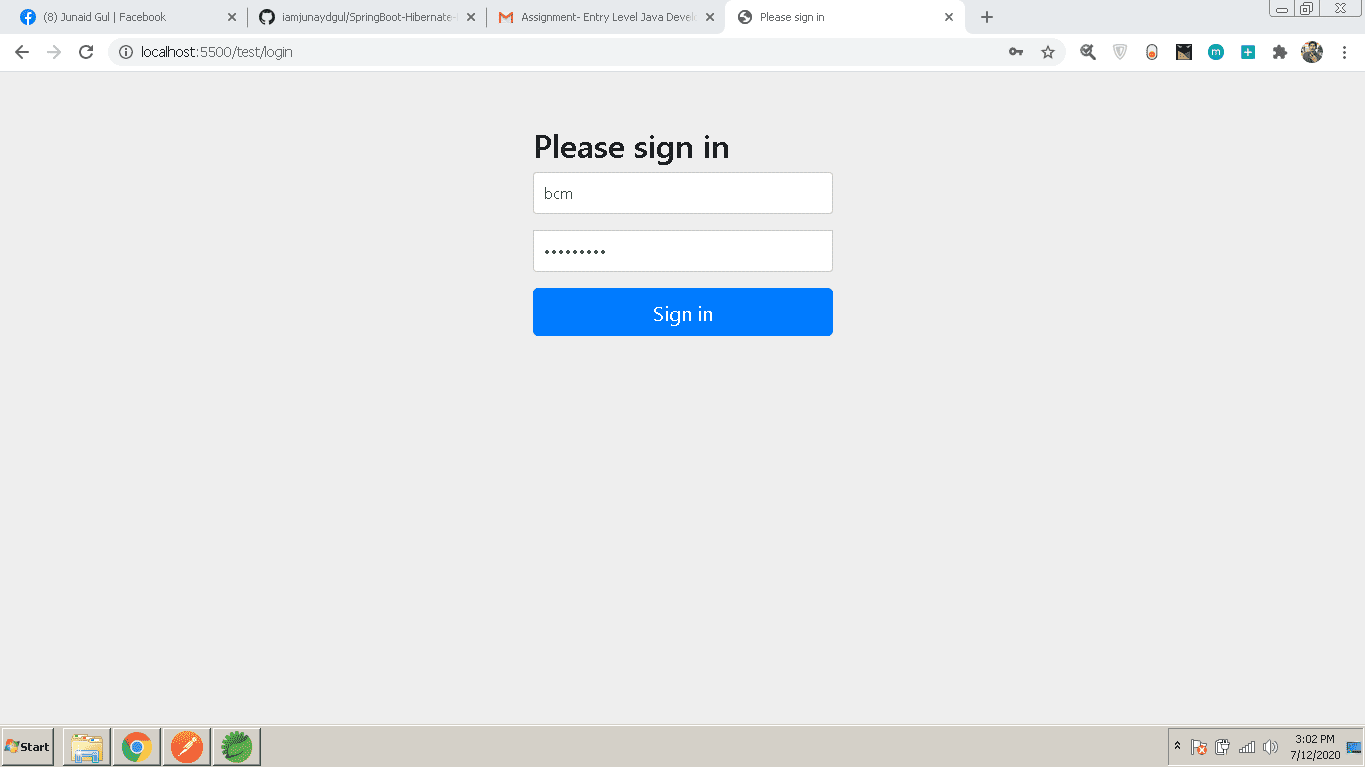 (8) Junaid Gul | Facebook
iamjunaydgul/SpringBoot-Hibernate-
Assignment- Entry Level Java Devel
Please sign in
localhost:5500/test/login
m
Please sign in
bcm
Sign in
Start
3:02 PM
7/12/2020